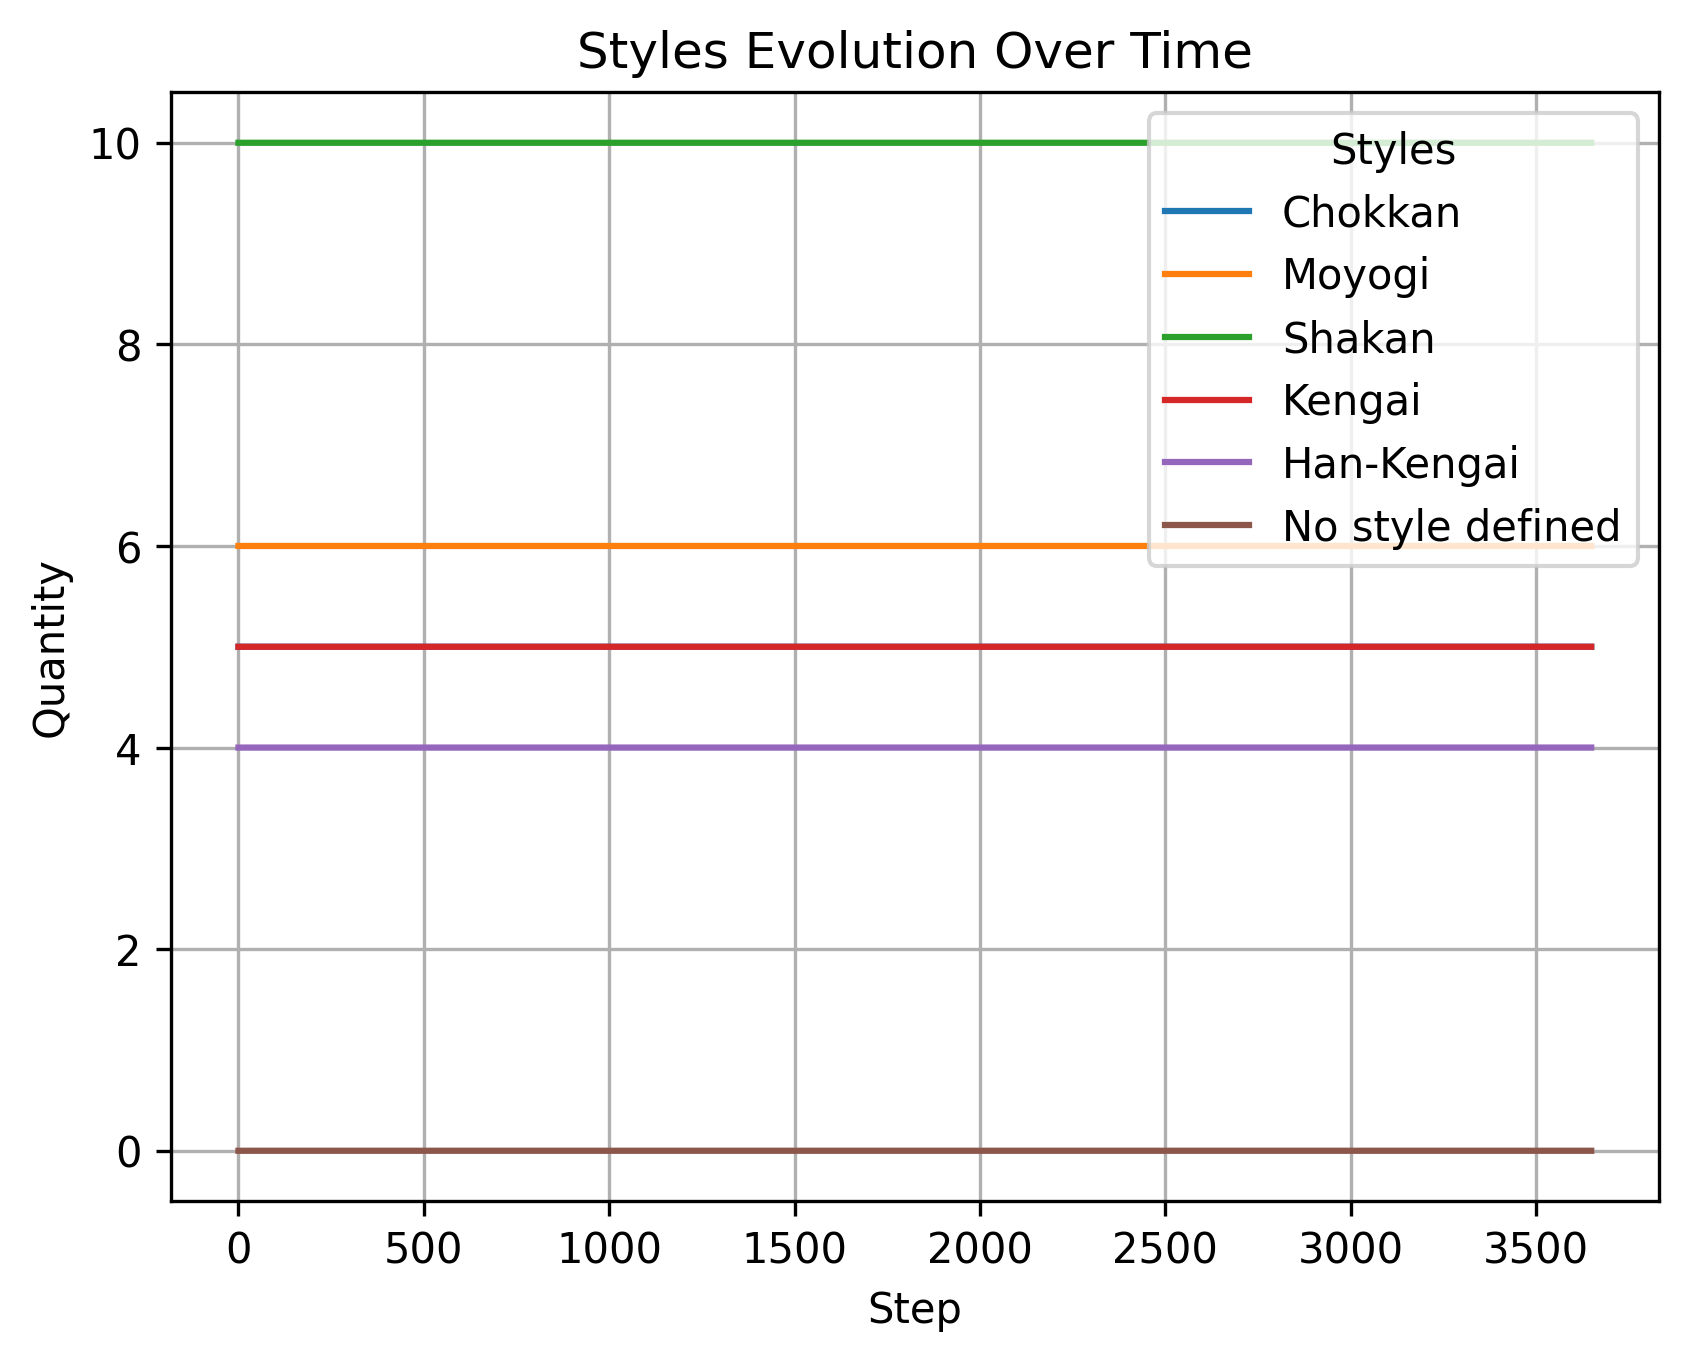 Styles Evolution Over Time
Styles
Chokkan
Moyogi
Shakan
Kengai
Han-Kengai
No style defined
Quantity
10
8
6
4
2
0
0 500 1000 1500 2000 2500 3000 3500
Step